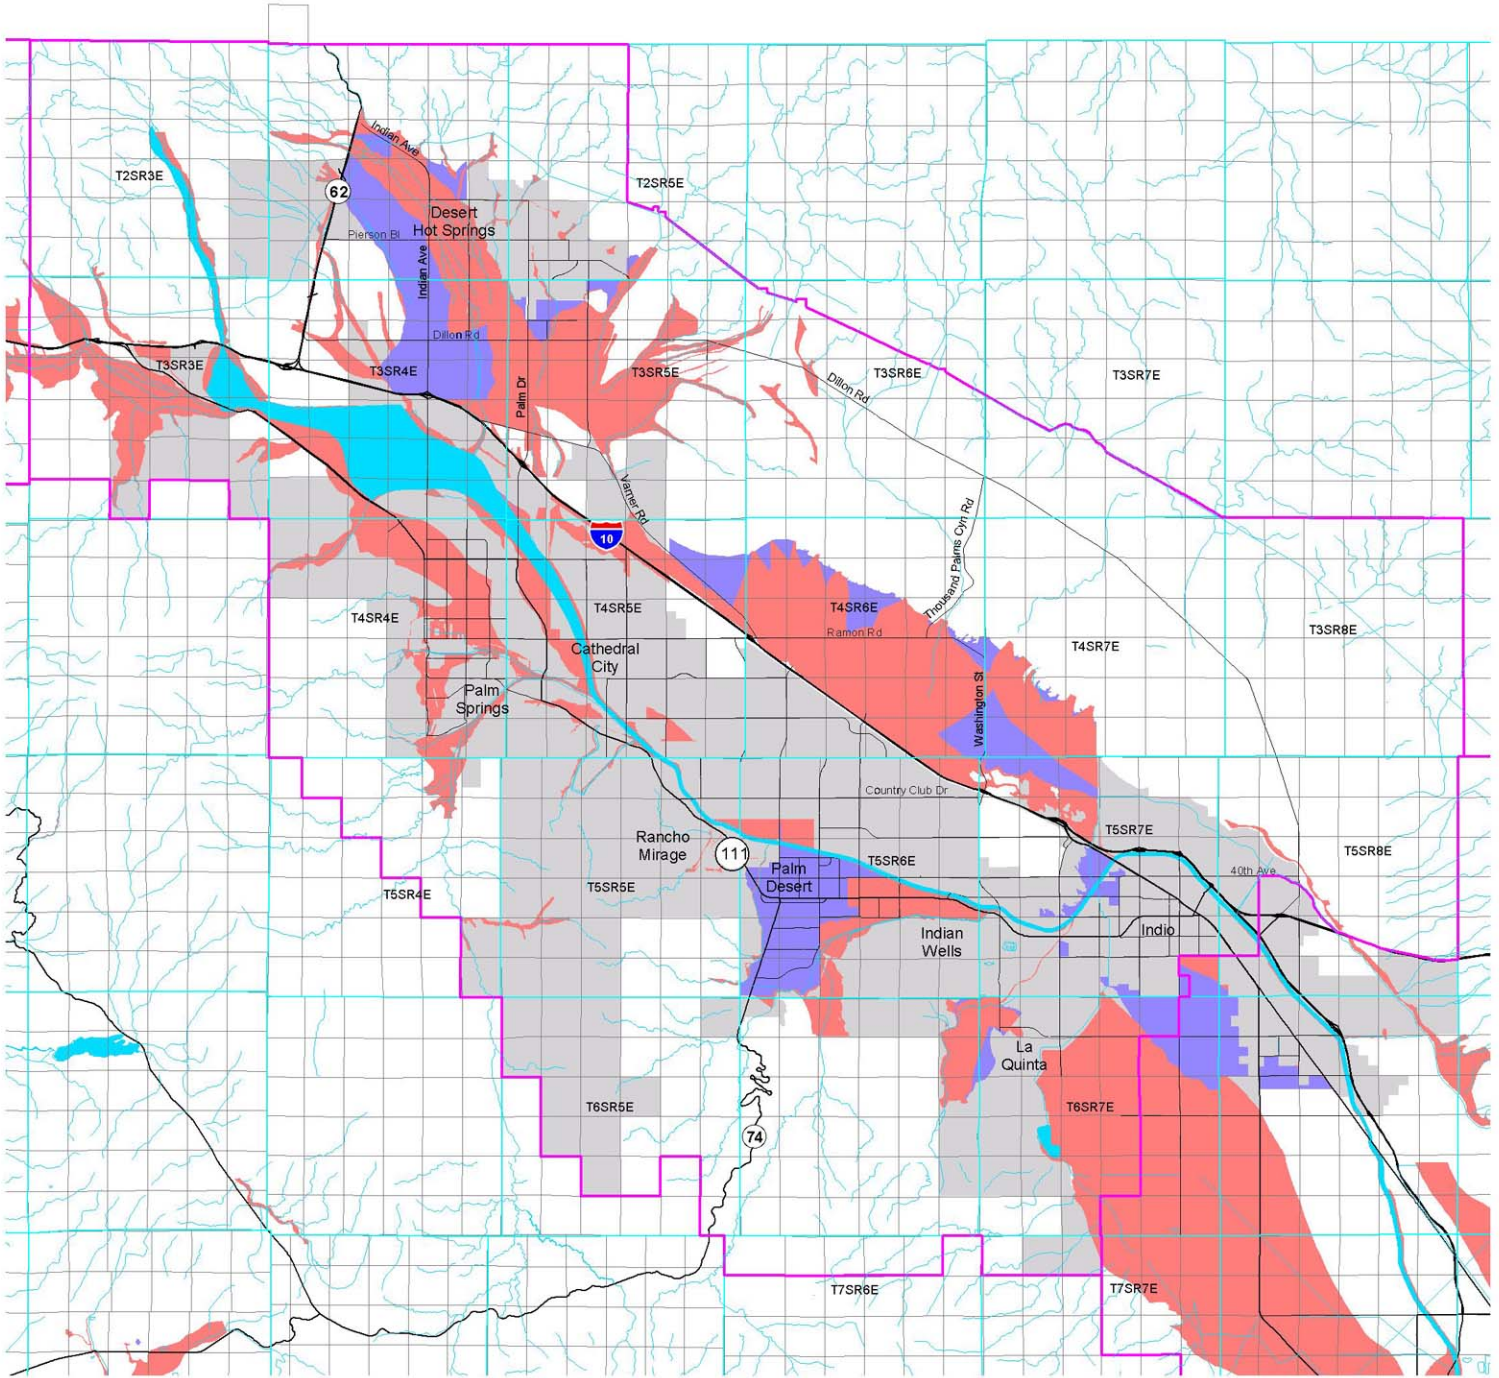 Indian Ave
T2SR3E
T2SR5E
62
Desert
Hot Springs
Pierson Bl
Indian Ave
Dillon Rd
T3SR3E
T3SR4E
T3SR5E
T3SR6E
T3SR7E
Palm Dr
Dillon Rd
Varner Rd
10
Thousand Palms Cyn Rd
T4SR4E
T4SR5E
T4SR6E
Ramon Rd
T4SR7E
T3SR8E
Cathedral
City
Palm
Springs
Washington St
Country Club Dr
Rancho
Mirage
111
T5SR7E
T5SR8E
T5SR6E
Palm
Desert
40th Ave
T5SR4E
T5SR5E
Indian
Wells
Indio
La
Quinta
T6SR5E
T6SR7E
74
T7SR6E
T7SR7E